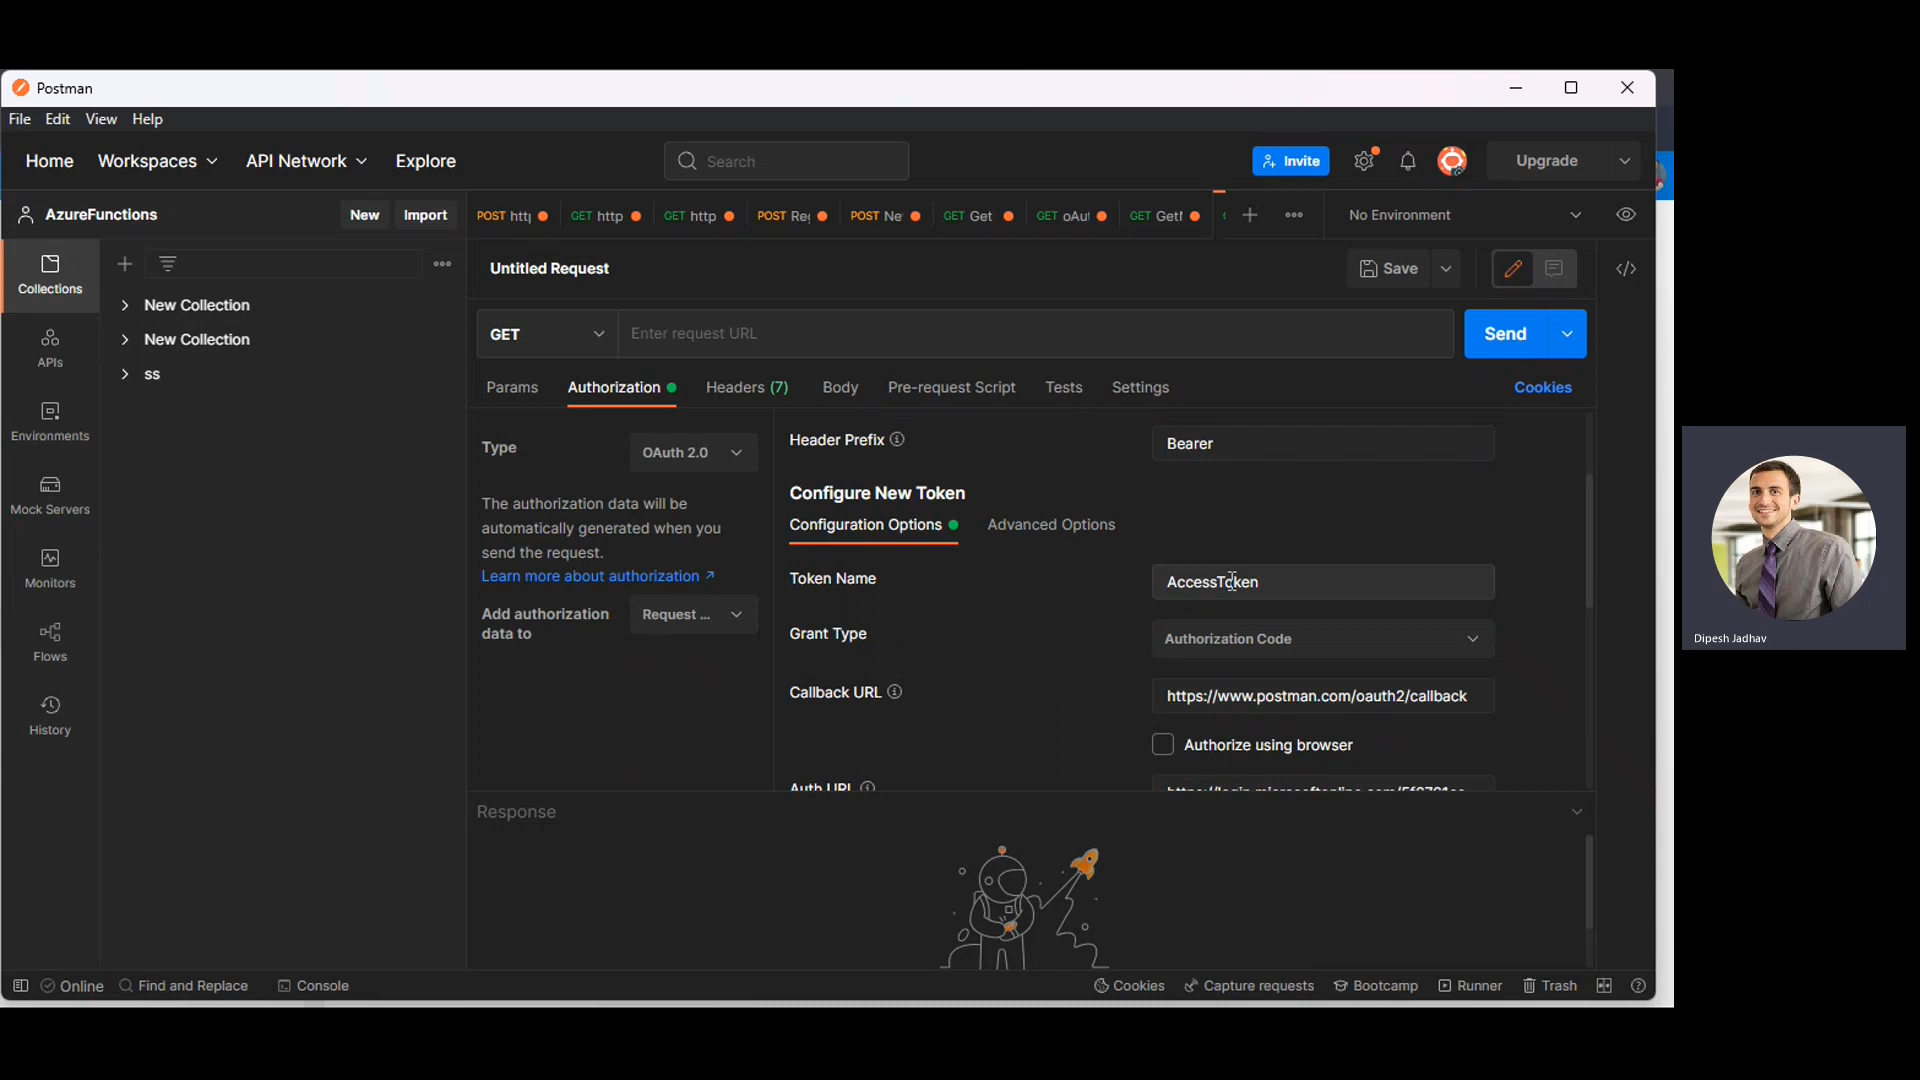 Postman
File Edit View Help
Home Workspaces API Network Explore
Search
Invite
Upgrade
AzureFunctions
New Import
POST htt
GET http
GET http
POST Re
POST Ne
GET Get
GET oAu
GET Get
No Environment
Collections
APIs
Environments
Mock Servers
Monitors
Flows
History
New Collection
New Collection
ss
Untitled Request
Save
GET
Enter request URL
Send
Params Authorization Headers (7) Body Pre-request Script Tests Settings
Cookies
Type
OAuth 2.0
The authorization data will be
automatically generated when you
send the request.
Learn more about authorization ↗
Add authorization
data to
Request ...
Header Prefix
Bearer
Configure New Token
Configuration Options Advanced Options
Token Name
AccessToken
Grant Type
Authorization Code
Callback URL
https://www.postman.com/oauth2/callback
Authorize using browser
Auth URL
Response
Online Find and Replace Console
Cookies Capture requests Bootcamp Runner Trash
Dipesh Jadhav